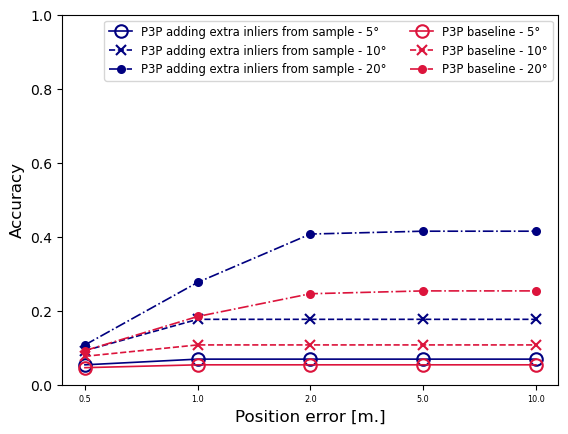 P3P adding extra inliers from sample - 5°
P3P adding extra inliers from sample - 10°
P3P adding extra inliers from sample - 20°
P3P baseline - 5°
P3P baseline - 10°
P3P baseline - 20°
1.0
0.8
0.6
0.4
0.2
0.0
Accuracy
0.5 1.0 2.0 5.0 10.0
Position error [m.]